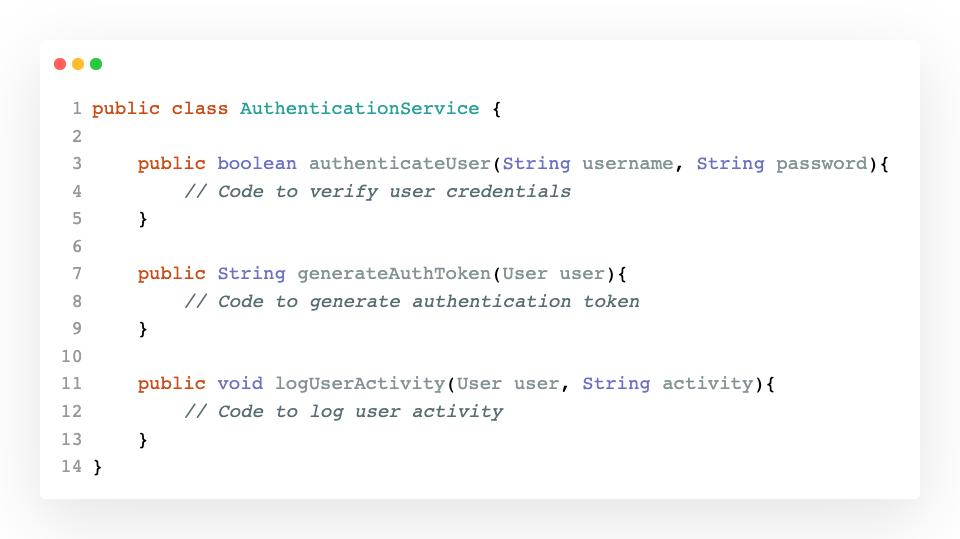 1 public class AuthenticationService {
2
3     public boolean authenticateUser(String username, String password){
4         // Code to verify user credentials
5     }
6
7     public String generateAuthToken(User user){
8         // Code to generate authentication token
9     }
10
11     public void logUserActivity(User user, String activity){
12         // Code to log user activity
13     }
14 }